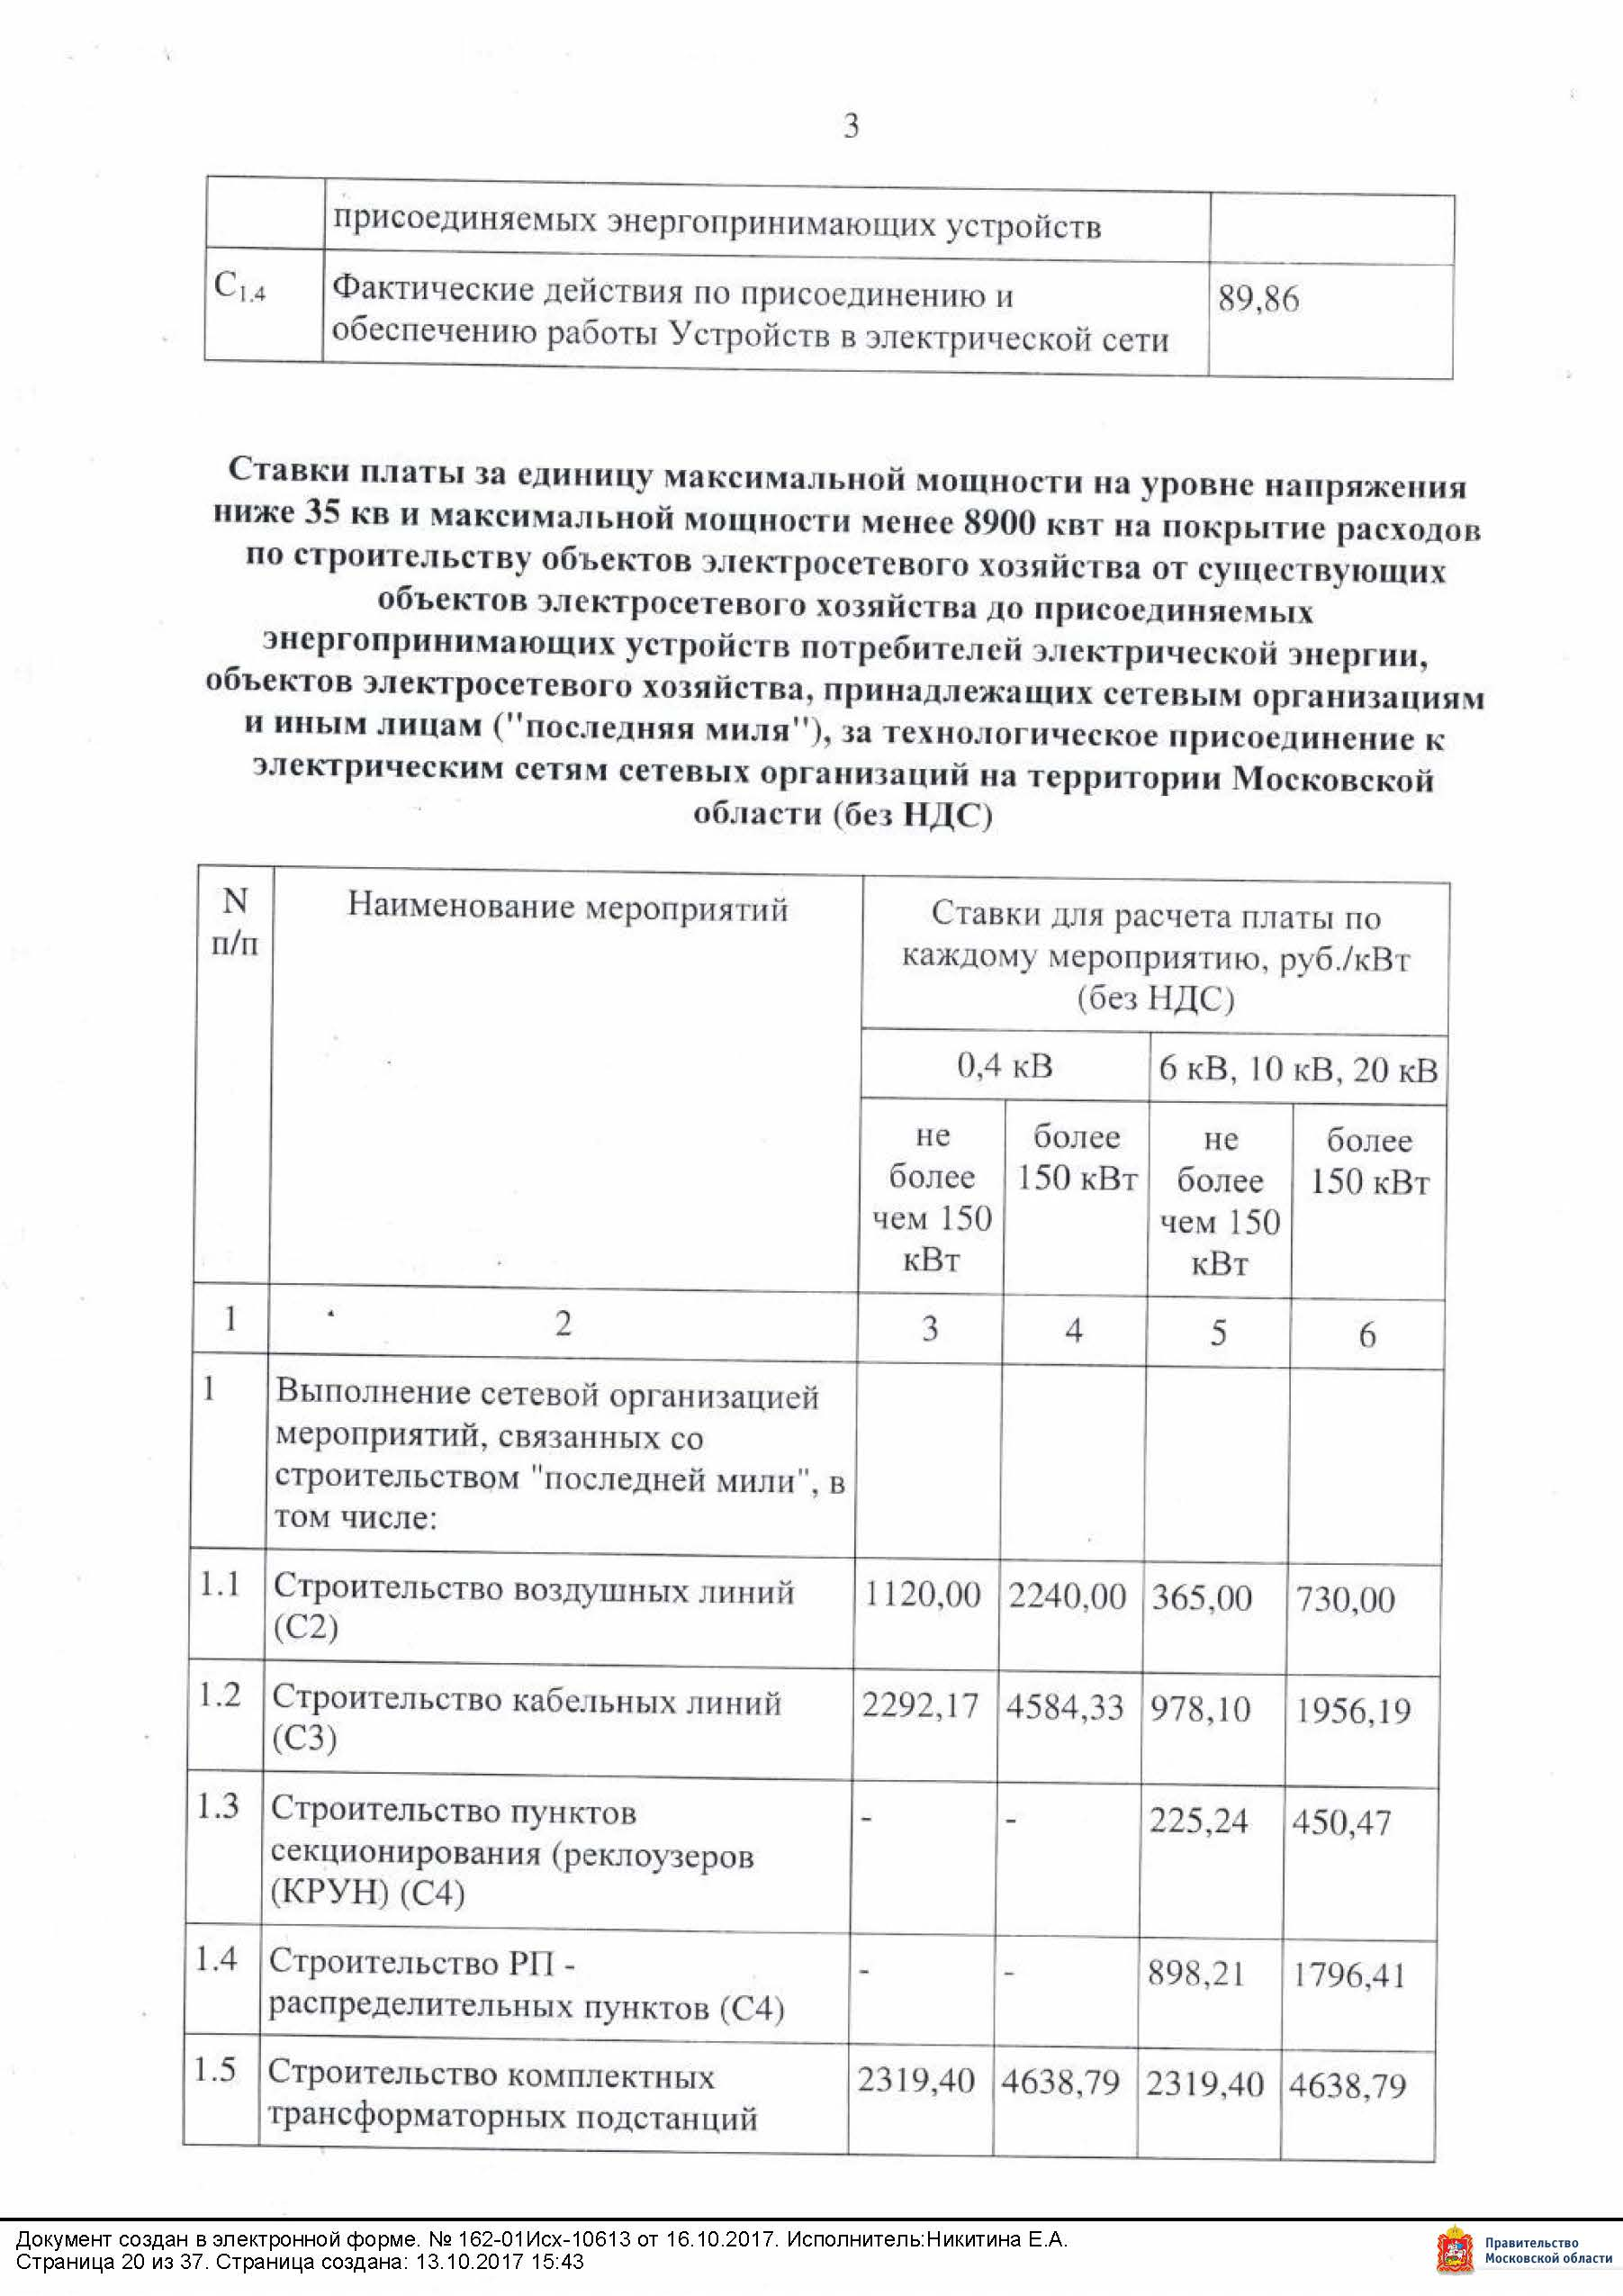 3
присоединяемых энергопринимающих устройств
С1.4
Фактические действия по присоединению и
обеспечению работы Устройств в электрической сети
89,86
Ставки платы за единицу максимальной мощности на уровне напряжения
ниже 35 кв и максимальной мощности менее 8900 квт на покрытие расходов
по строительству объектов электросетевого хозяйства от существующих
объектов электросетевого хозяйства до присоединяемых
энергопринимающих устройств потребителей электрической энергии,
объектов электросетевого хозяйства, принадлежащих сетевым организациям
и иным лицам ("последняя миля"), за технологическое присоединение к
электрическим сетям сетевых организаций на территории Московской
области (без НДС)
N
п/п
Наименование мероприятий
Ставки для расчета платы по
каждому мероприятию, руб./кВт
(без НДС)
0,4 кВ
6 кВ, 10 кВ, 20 кВ
не
более
чем 150
кВт
более
150 кВт
не
более
чем 150
кВт
более
150 кВт
1 2 3 4 5 6
1
Выполнение сетевой организацией
мероприятий, связанных со
строительством "последней мили", в
том числе:
1.1
Строительство воздушных линий
(С2)
1120,00 2240,00 365,00 730,00
1.2
Строительство кабельных линий
(С3)
2292,17 4584,33 978,10 1956,19
1.3
Строительство пунктов
секционирования (реклоузеров
(КРУН) (С4)
- - 225,24 450,47
1.4
Строительство РП -
распределительных пунктов (С4)
- - 898,21 1796,41
1.5
Строительство комплектных
трансформаторных подстанций
2319,40 4638,79 2319,40 4638,79
Документ создан в электронной форме. № 162-01Исх-10613 от 16.10.2017. Исполнитель:Никитина Е.А.
Страница 20 из 37. Страница создана: 13.10.2017 15:43
Правительство
Московской области